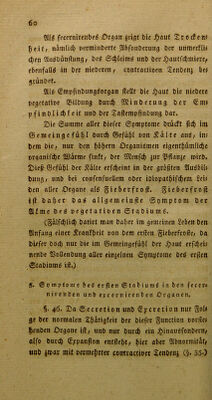 60
Als secernirendes Organ zeigt die Haut Trocken
heit, nämlich verminderte Absonderung der unmerkli
chen Ausdünstung, des Schleims und der Hautschmiere,
ebenfalls in der niederen, contractiven Tendenz be
gründet.
Als Empfindungsorgan stellt die Haut die niedere
vegetative Bildung durch Minderung der Em
pfindlichkeit und der Tastempfindung dar.
Die Summe aller dieser Symptome drückt sich im
Gemeingefühl durch Gefühl von Kälte aus, in
dem die, nur den höhern Organismen eigenthümliche
organische Wärme sinkt, der Mensch zur Pflanze wird.
Dieß Gefühl der Kälte erscheint in der größten Ausbil
dung, und bei consensuellem oder idiopathischem Lei
den aller Organe als Fieberfrost. Fieberfrost ist
daher das allgemeinste Symptom der
Akme des vegetativen Stadiums.
(Fälschlich datirt man daher im gemeinen Leben den
Anfang einer Krankheit von dem ersten Fieberfroste, da
dieser doch nur die im Gemeingefühl der Haut erschei
nende Vollendung aller einzelnen Symptome des ersten
Stadiums ist.)
§. Symptome des ersten Stadiums in den secer
nirenden und excernirenden Organen.
§. 46. Da Secretion und Excretion nur Fol
ge der normalen Thätigkeit der dieser Function vorste
henden Organe ist, und nur durch ein Hinaussondern,
also durch Expansion entsteht, hier aber Abnormität,
und zwar mit vermehrter contractiver Tendenz (§. 35.)